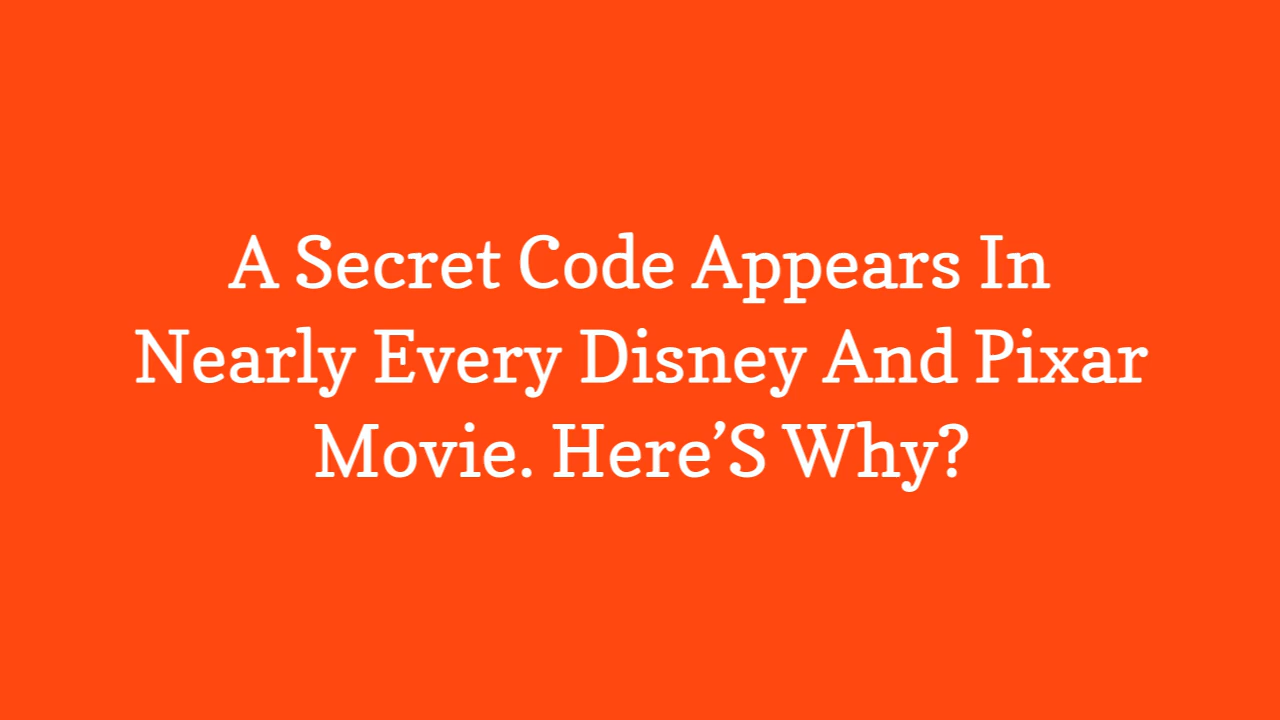 A Secret Code Appears In
Nearly Every Disney And Pixar
Movie. Here’S Why?